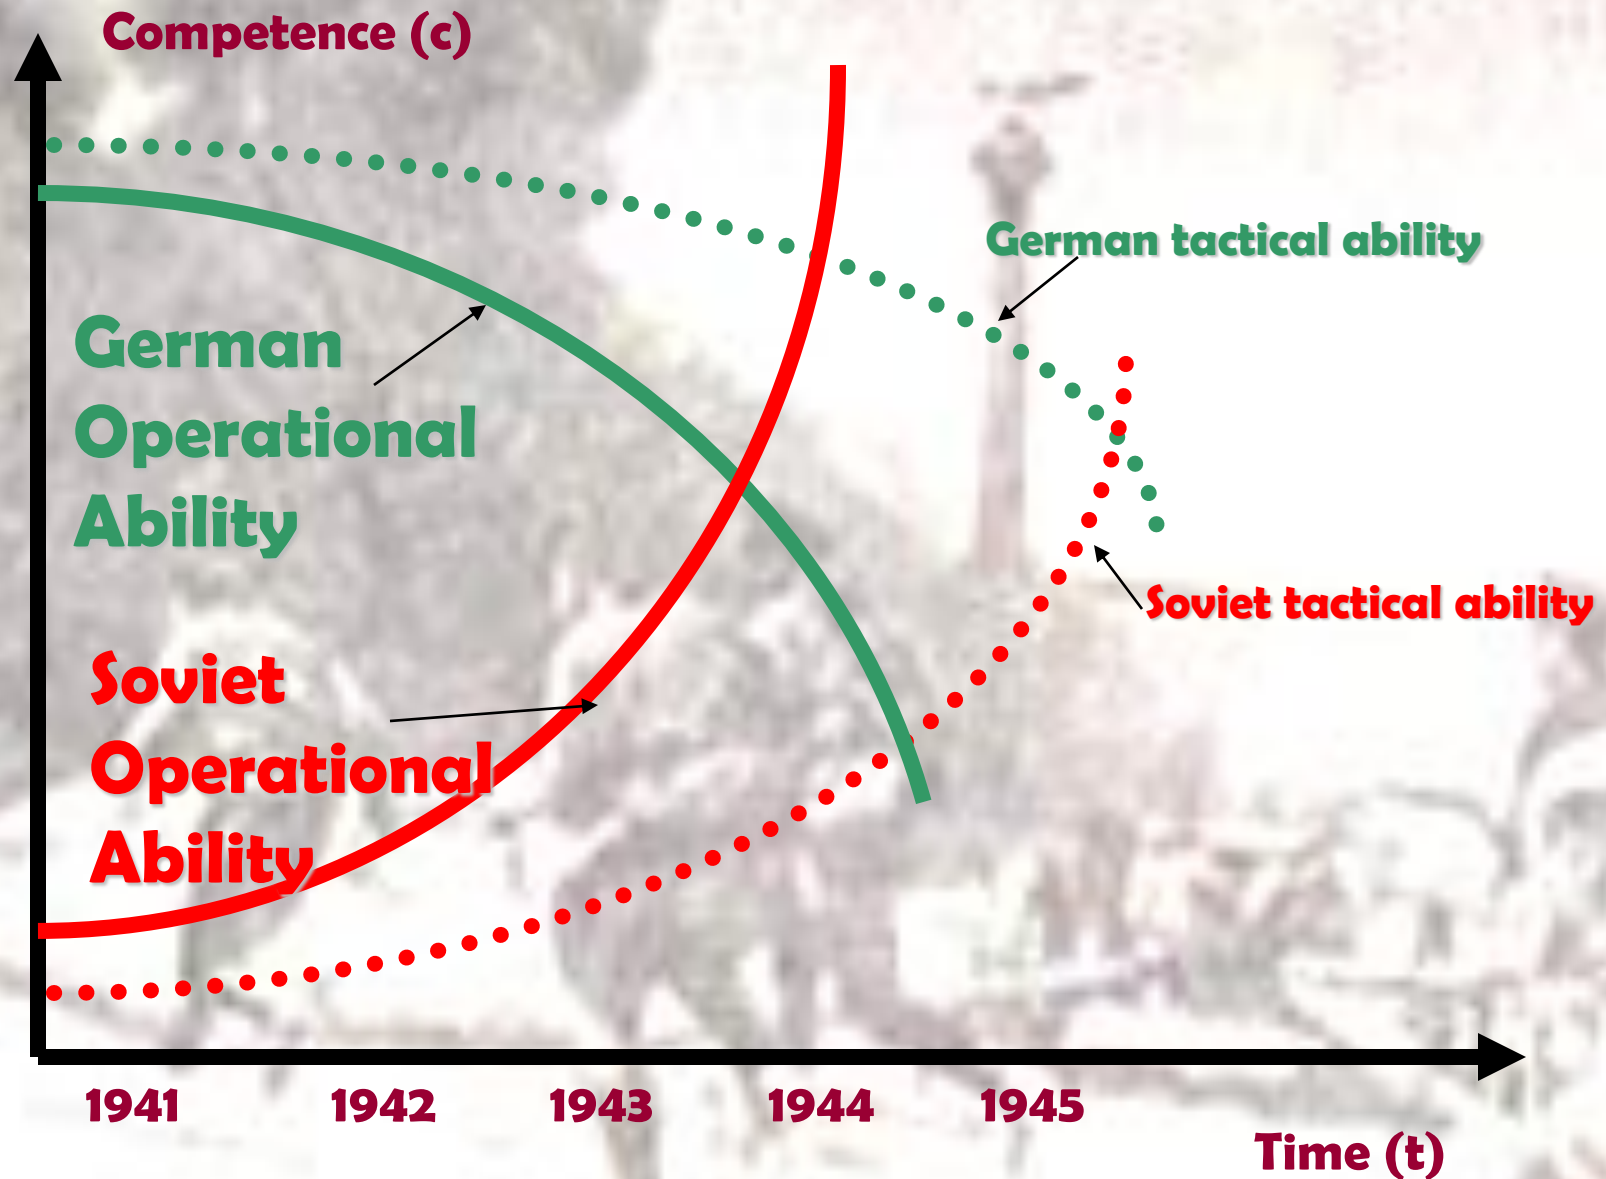 Competence (c)
German tactical ability
German
Operational
Ability
Soviet tactical ability
Soviet
Operational
Ability
1941 1942 1943 1944 1945
Time (t)